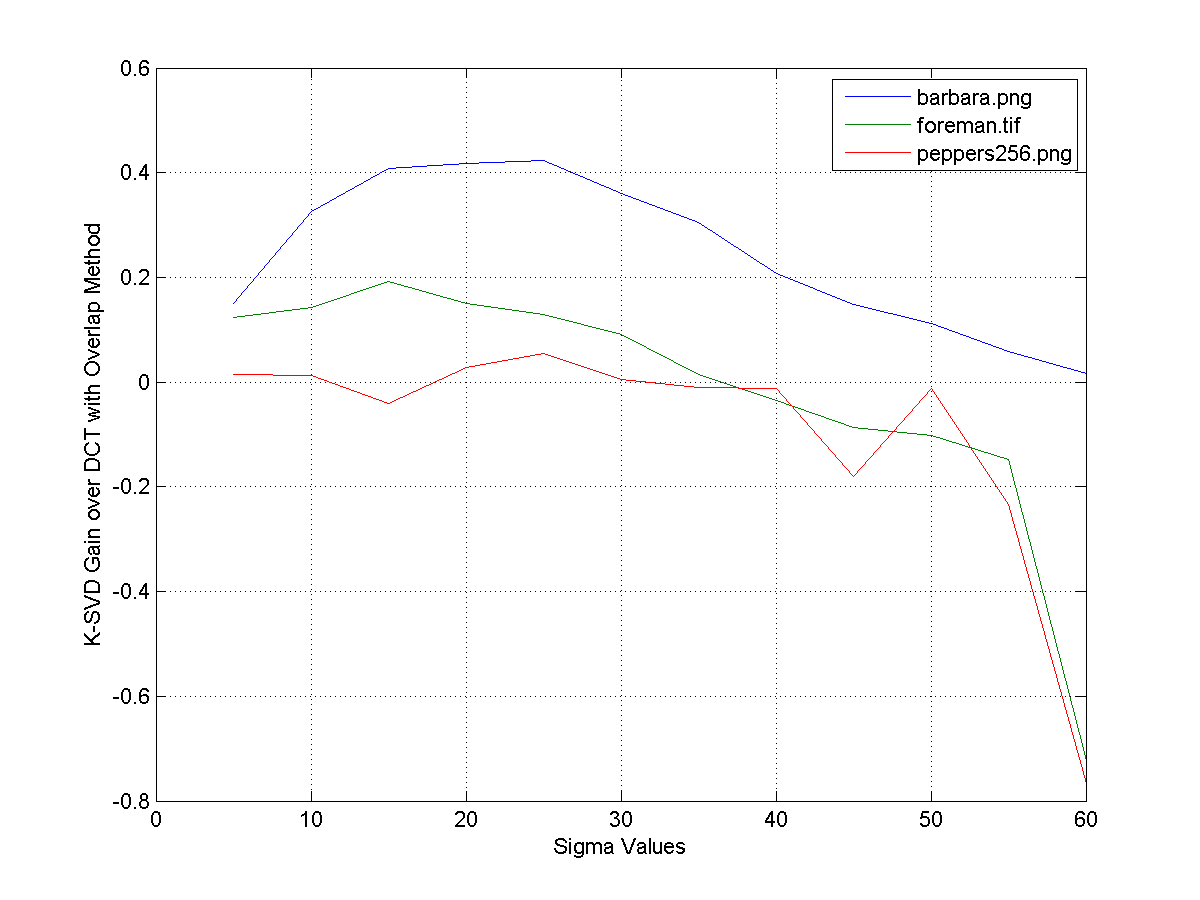 0.6
0.4
0.2
0
-0.2
-0.4
-0.6
-0.8
K-SVD Gain over DCT with Overlap Method
barbara.png
foreman.tif
peppers256.png
0 10 20 30 40 50 60
Sigma Values